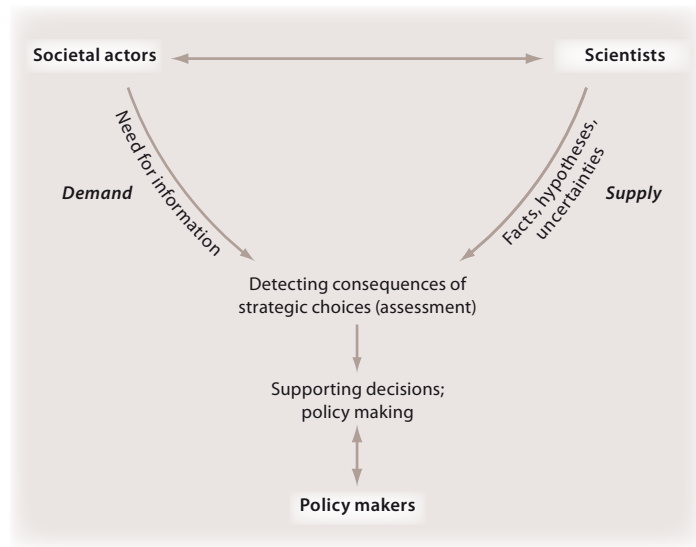 Societal actors
Scientists
Need for information
Facts, hypotheses,
uncertainties
Demand
Supply
Detecting consequences of
strategic choices (assessment)
Supporting decisions;
policy making
Policy makers